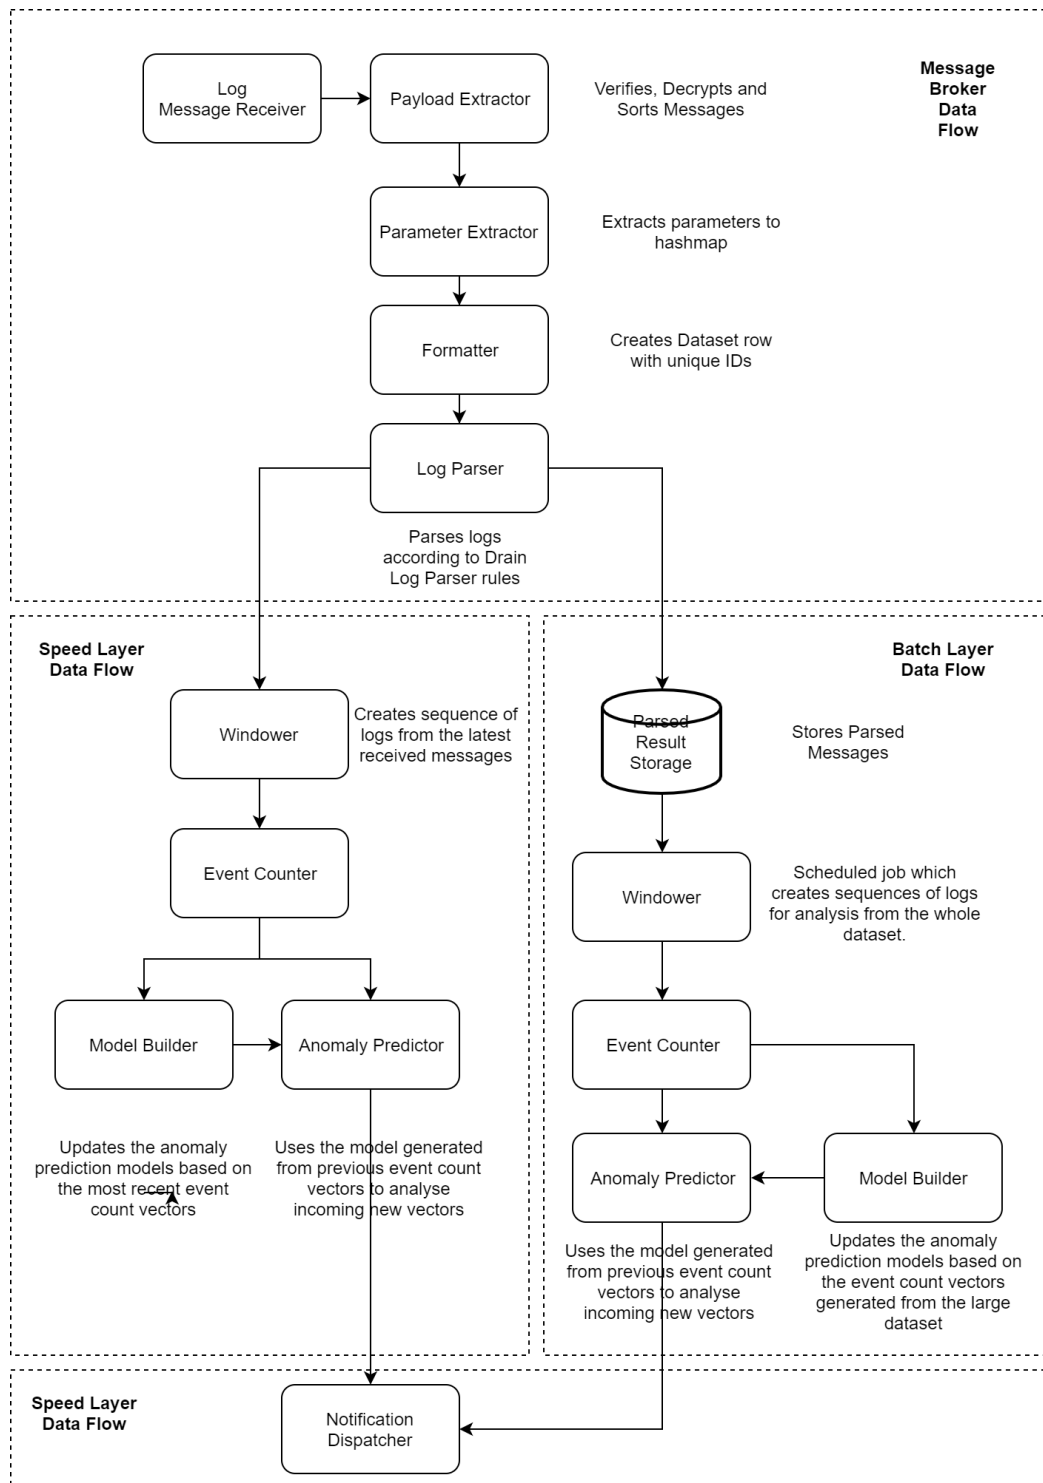 Log
Message Receiver
Payload Extractor
Verifies, Decrypts and
Sorts Messages
Message
Broker
Data
Flow
Parameter Extractor
Extracts parameters to
hashmap
Formatter
Creates Dataset row
with unique IDs
Log Parser
Parses logs
according to Drain
Log Parser rules
Speed Layer
Data Flow
Windower
Creates sequence of
logs from the latest
received messages
Event Counter
Model Builder
Anomaly Predictor
Updates the anomaly
prediction models based on
the most recent event
count vectors
Uses the model generated
from previous event count
vectors to analyse
incoming new vectors
Batch Layer
Data Flow
Parsed
Result
Storage
Stores Parsed
Messages
Windower
Scheduled job which
creates sequences of logs
for analysis from the whole
dataset.
Event Counter
Anomaly Predictor
Model Builder
Uses the model generated
from previous event count
vectors to analyse
incoming new vectors
Updates the anomaly
prediction models based on
the event count vectors
generated from the large
dataset
Speed Layer
Data Flow
Notification
Dispatcher